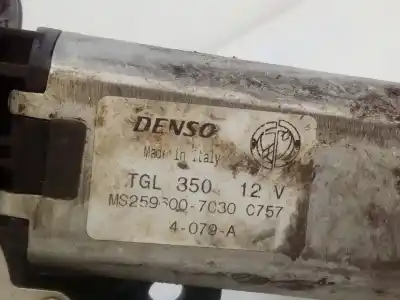 DENSO
Made in Italy
TGL 350 12 V
MS259600-7030 C757
4-079-A